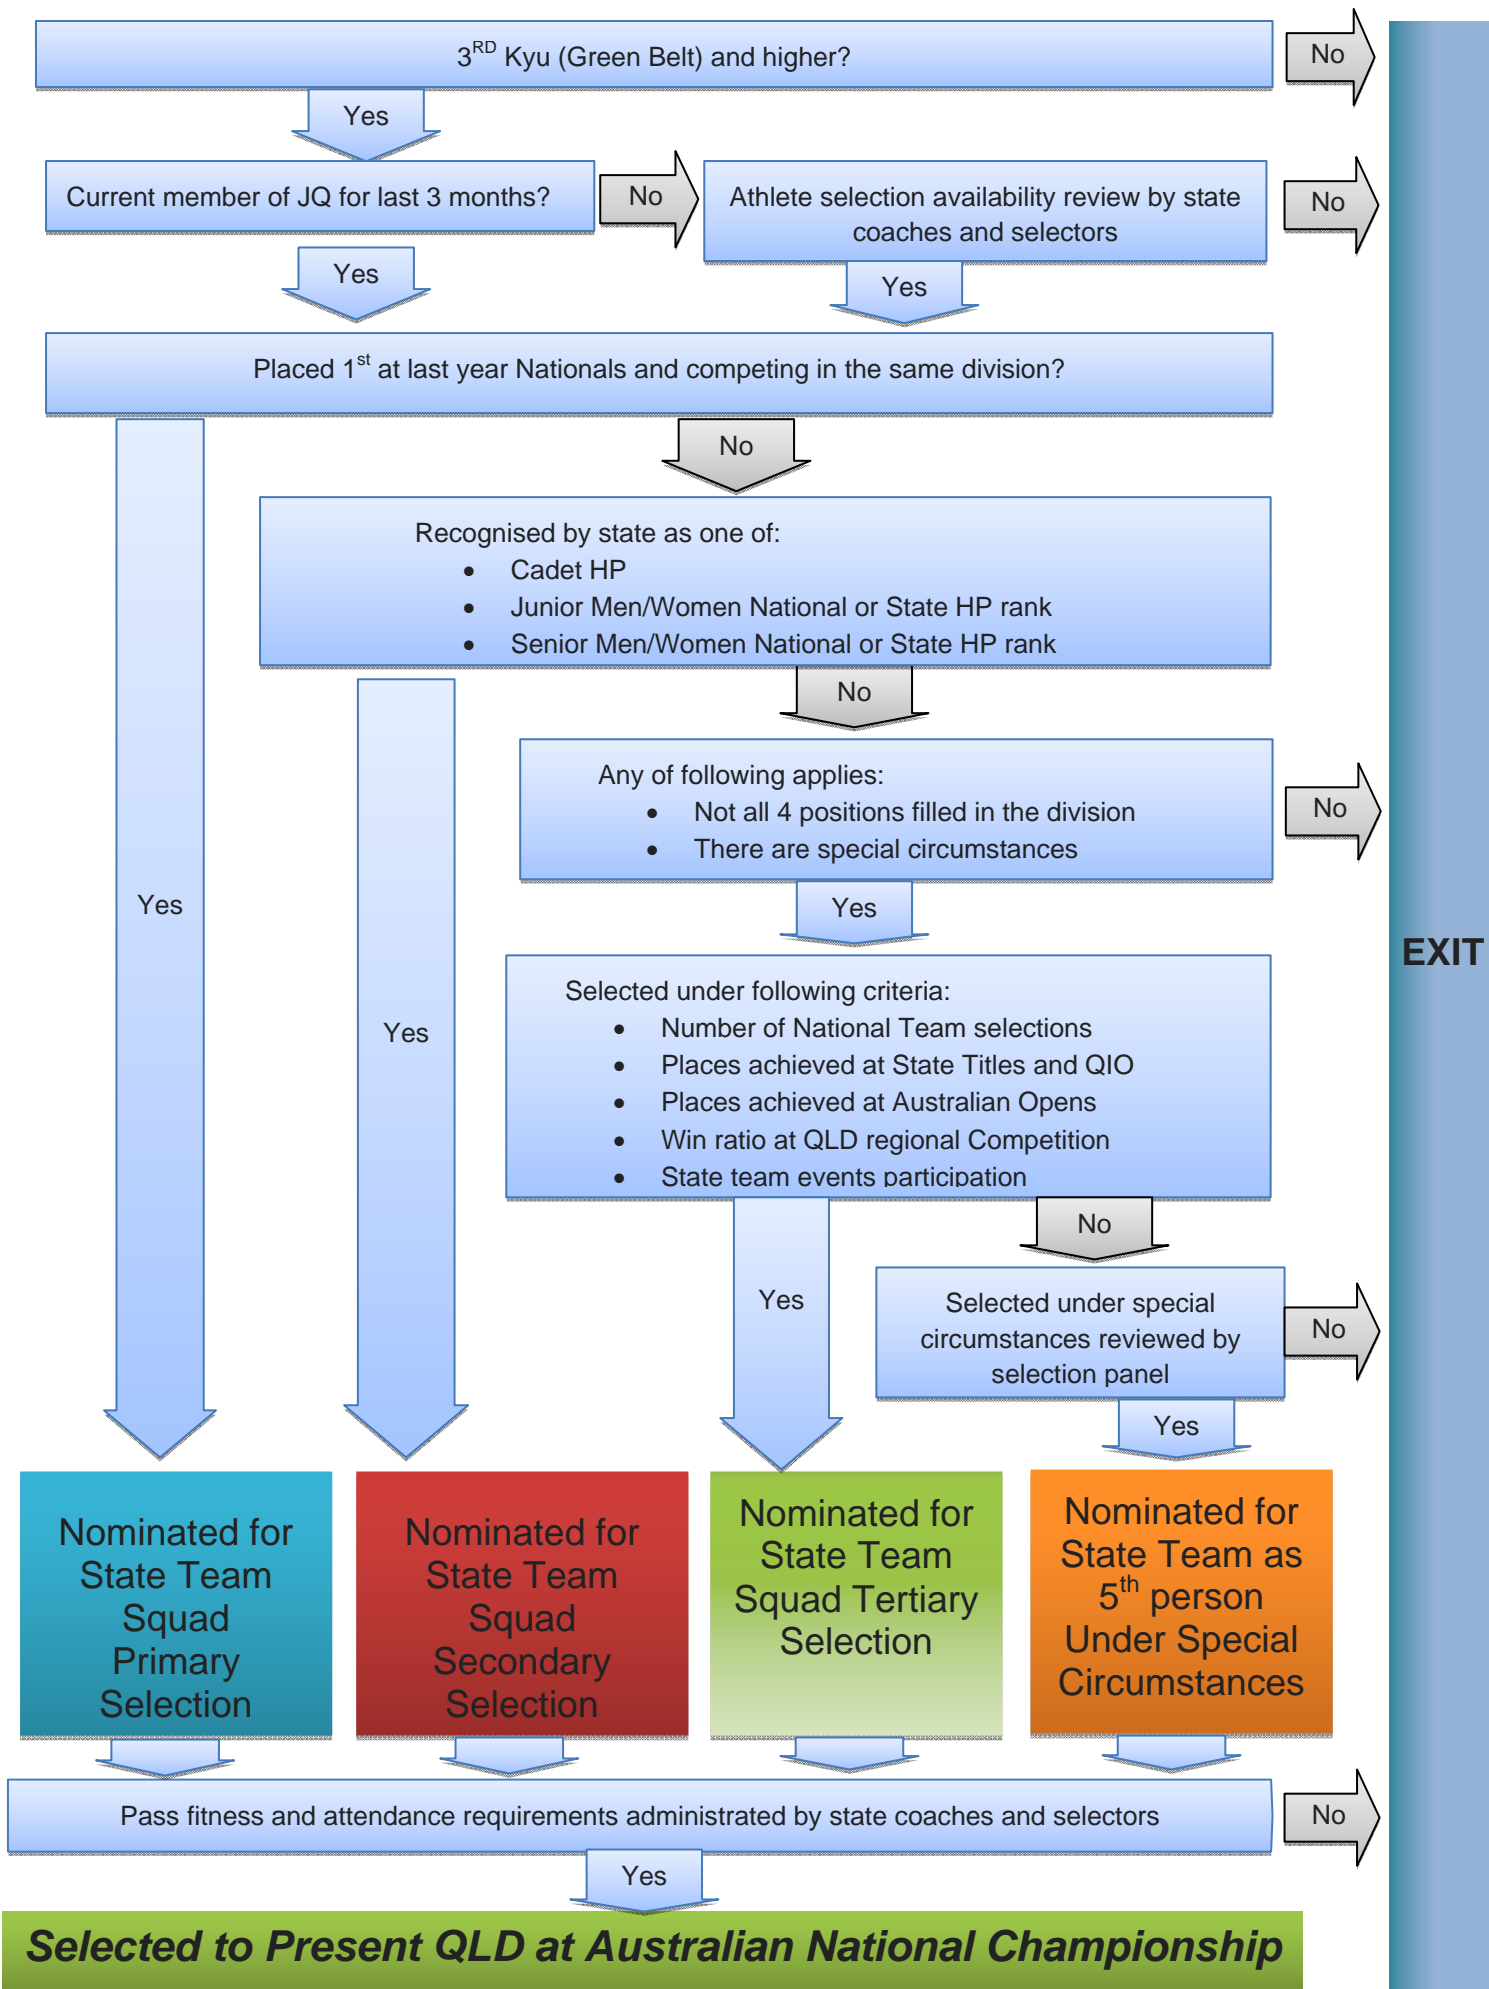 3RD Kyu (Green Belt) and higher?
No
Yes
Current member of JQ for last 3 months?
No
Athlete selection availability review by state
coaches and selectors
No
Yes
Yes
Placed 1st at last year Nationals and competing in the same division?
No
Recognised by state as one of:
• Cadet HP
• Junior Men/Women National or State HP rank
• Senior Men/Women National or State HP rank
No
Any of following applies:
• Not all 4 positions filled in the division
• There are special circumstances
No
Yes
Yes
EXIT
Selected under following criteria:
• Number of National Team selections
• Places achieved at State Titles and QIO
• Places achieved at Australian Opens
• Win ratio at QLD regional Competition
• State team events participation
Yes
No
Yes
Selected under special
circumstances reviewed by
selection panel
No
Yes
Nominated for
State Team
Squad
Primary
Selection
Nominated for
State Team
Squad
Secondary
Selection
Nominated for
State Team
Squad Tertiary
Selection
Nominated for
State Team as
5th person
Under Special
Circumstances
Pass fitness and attendance requirements administrated by state coaches and selectors
No
Yes
Selected to Present QLD at Australian National Championship